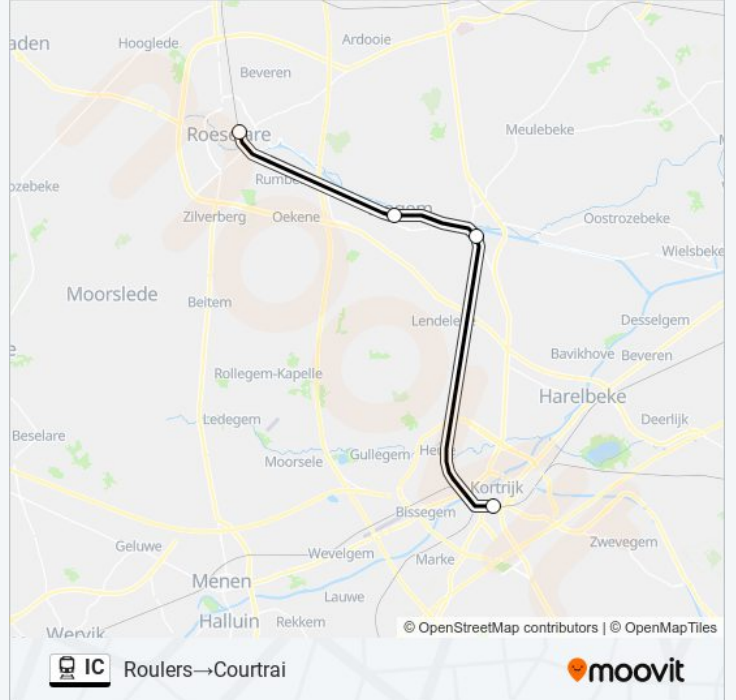 aden
Hooglede
Ardooie
Beveren
Roeselare
Meulebeke
ozebeke
Rumbe
Zilverberg
Oekene
egem
Oostrozebeke
Wielsbeke
Moorslede
Beitem
Lendelede
Desselgem
Bavikhove
Beveren
Rollegem-Kapelle
Harelbeke
Ledegem
Deerlijk
Beselare
Moorsele
Gullegem
Heule
Kortrijk
Bissegem
Geluwe
Wevelgem
Marke
Zwevegem
Menen
Lauwe
Halluin
Rekkem
Wervik
© OpenStreetMap contributors | © OpenMapTiles
IC
Roulers→Courtrai
moovit